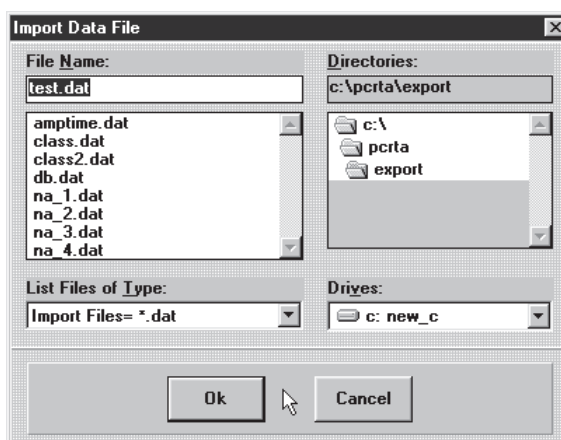 Import Data File
File Name:
test.dat
amptime.dat
class.dat
class2.dat
db.dat
na_1.dat
na_2.dat
na_3.dat
na_4.dat
List Files of Type:
Import Files= *.dat
Directories:
c:\pcrta\export
c:\
pcrta
export
Drives:
c: new_c
Ok
Cancel